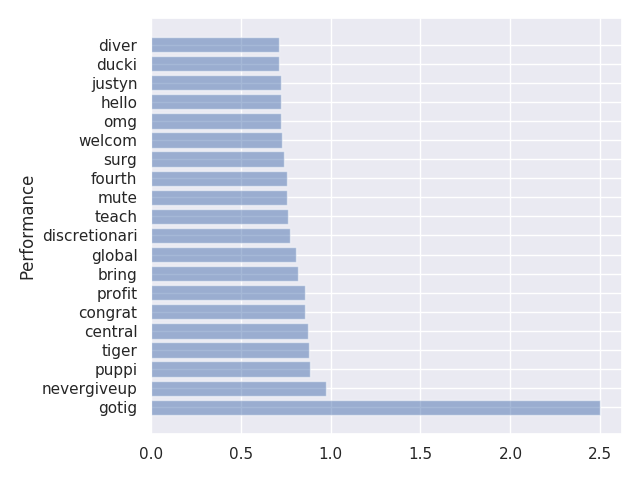 diver
ducki
justyn
hello
omg
welcom
surg
fourth
mute
teach
discretionari
global
bring
profit
congrat
central
tiger
puppi
nevergiveup
gotig
Performance
0.0 0.5 1.0 1.5 2.0 2.5